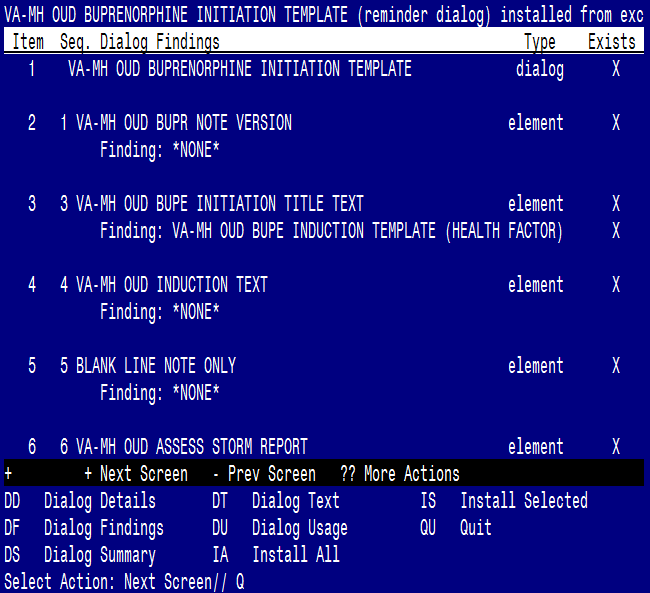 VA-MH OUD BUPRENORPHINE INITIATION TEMPLATE (reminder dialog) installed from exc
Item Seq. Dialog Findings Type Exists
1 VA-MH OUD BUPRENORPHINE INITIATION TEMPLATE dialog X
2 1 VA-MH OUD BUPR NOTE VERSION element X
Finding: *NONE*
3 3 VA-MH OUD BUPE INITIATION TITLE TEXT element X
Finding: VA-MH OUD BUPE INDUCTION TEMPLATE (HEALTH FACTOR) X
4 4 VA-MH OUD INDUCTION TEXT element X
Finding: *NONE*
5 5 BLANK LINE NOTE ONLY element X
Finding: *NONE*
6 6 VA-MH OUD ASSESS STORM REPORT element X
+ + Next Screen - Prev Screen ?? More Actions
DD Dialog Details DT Dialog Text IS Install Selected
DF Dialog Findings DU Dialog Usage QU Quit
DS Dialog Summary IA Install All
Select Action: Next Screen// Q